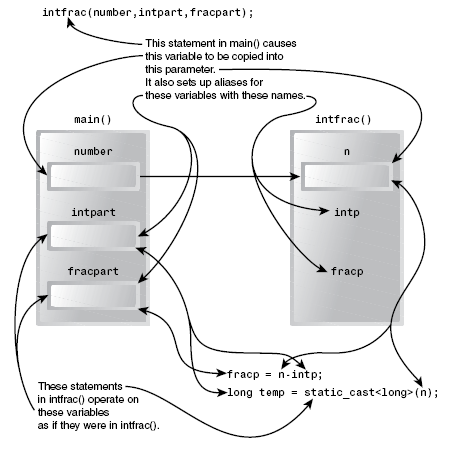 intfrac(number,intpart,fracpart);
This statement in main() causes
this variable to be copied into
this parameter.
It also sets up aliases for
these variables with these names.
main()
intfrac()
number
n
intpart
intp
fracpart
fracp
fracp = n-intp;
long temp = static_cast<long>(n);
These statements
in intfrac() operate on
these variables
as if they were in intfrac().